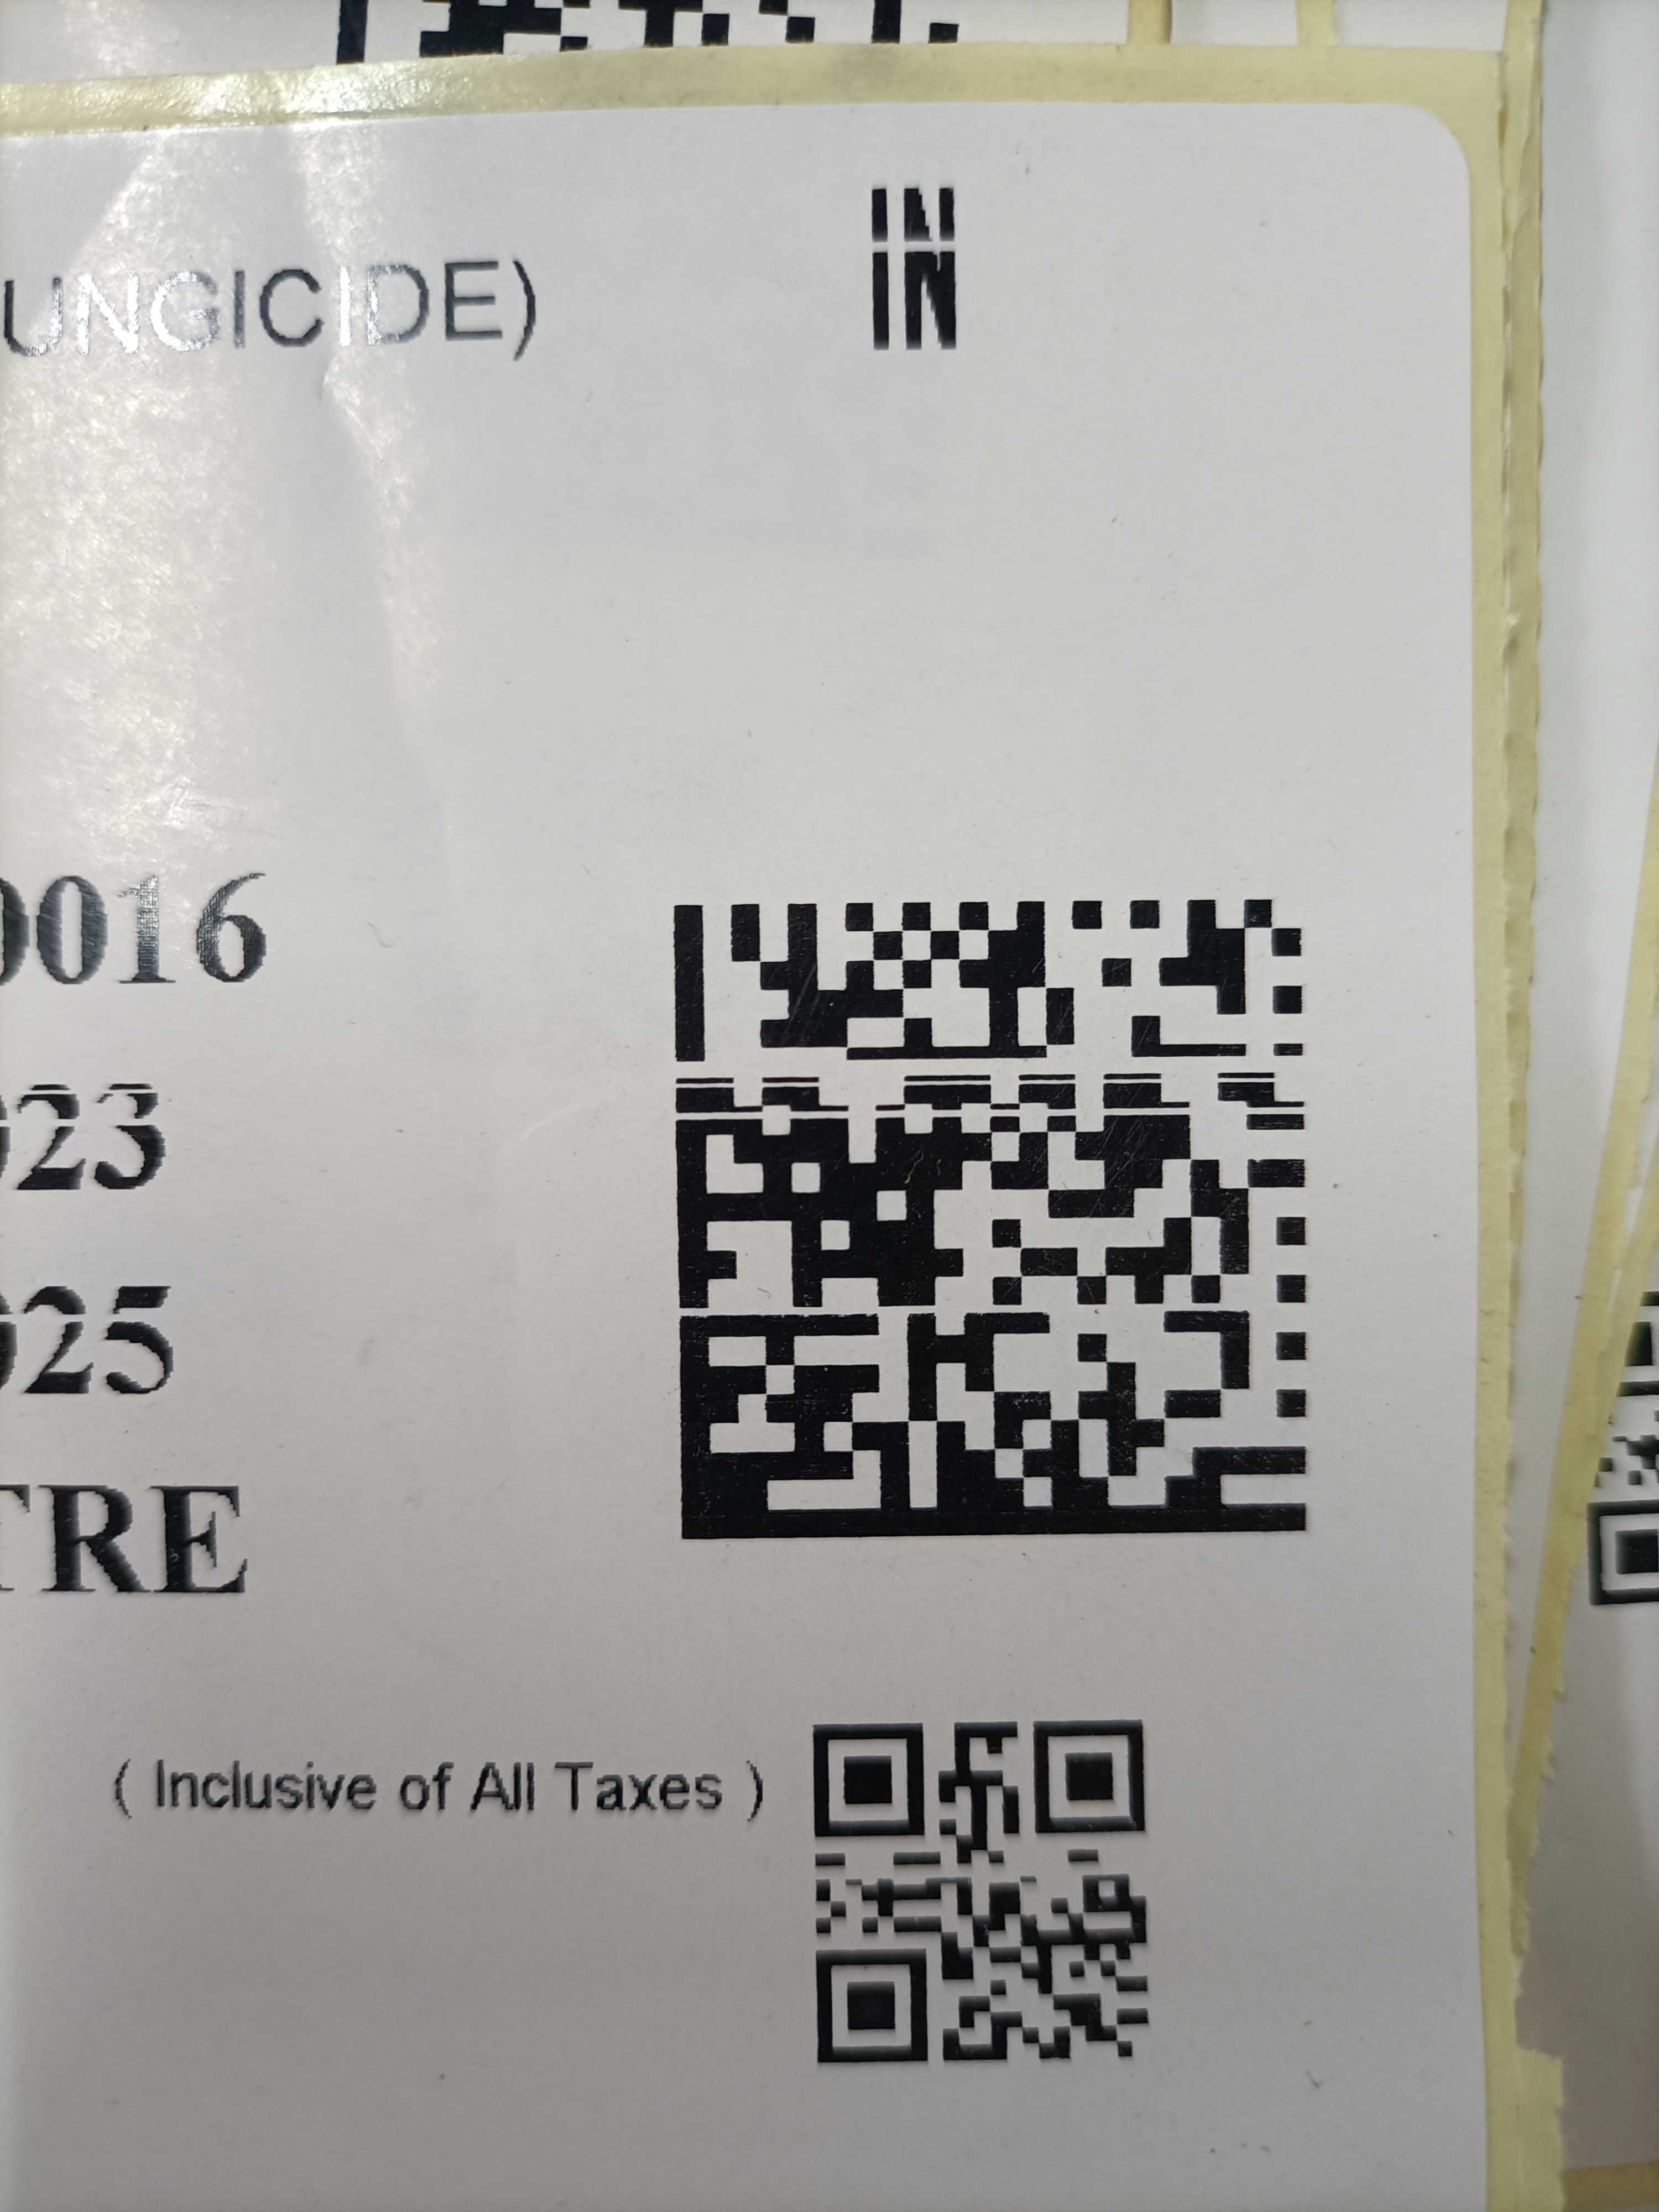 IN
IN
UNGICIDE)
0016
023
025
TRE
( Inclusive of All Taxes )